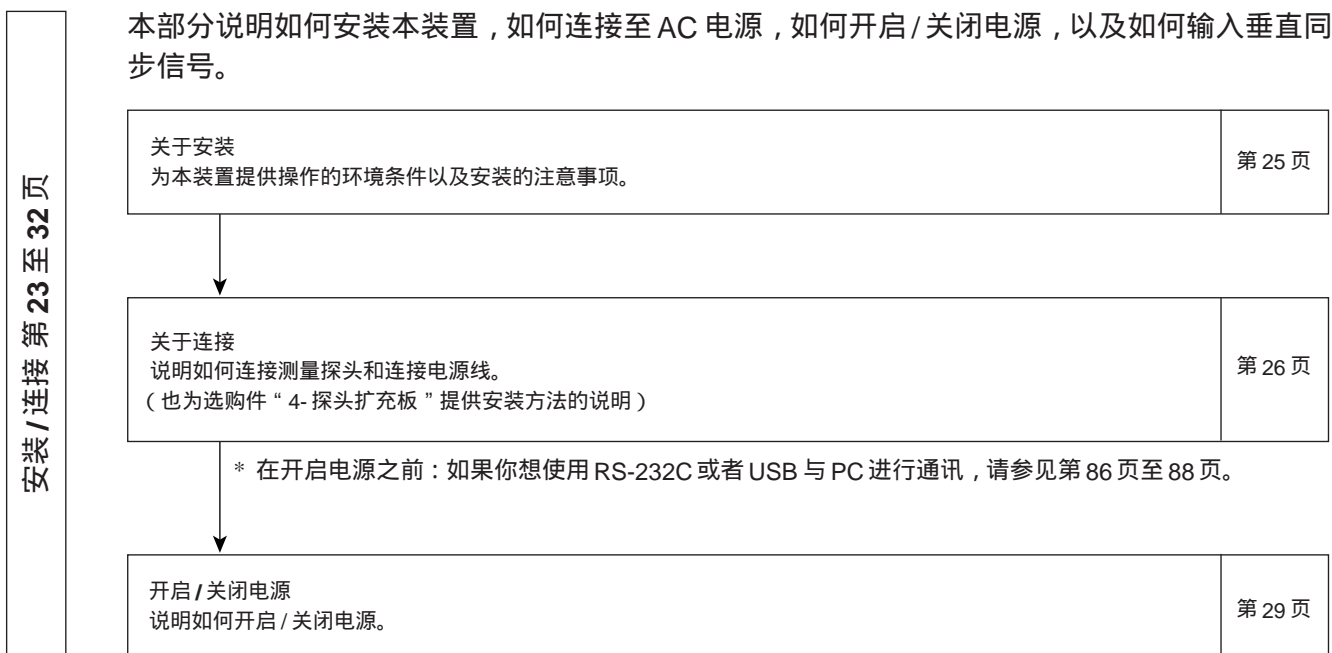 本部分说明如何安装本装置，如何连接至 AC 电源，如何开启/关闭电源，以及如何输入垂直同
步信号。
安装/连接 第 23 至 32 页
关于安装
为本装置提供操作的环境条件以及安装的注意事项。
第 25 页
关于连接
说明如何连接测量探头和连接电源线。
（也为选购件“4-探头扩充板”提供安装方法的说明）
第 26 页
* 在开启电源之前：如果你想使用 RS-232C 或者 USB 与 PC 进行通讯，请参见第 86 页至 88 页。
开启/关闭电源
说明如何开启/关闭电源。
第 29 页